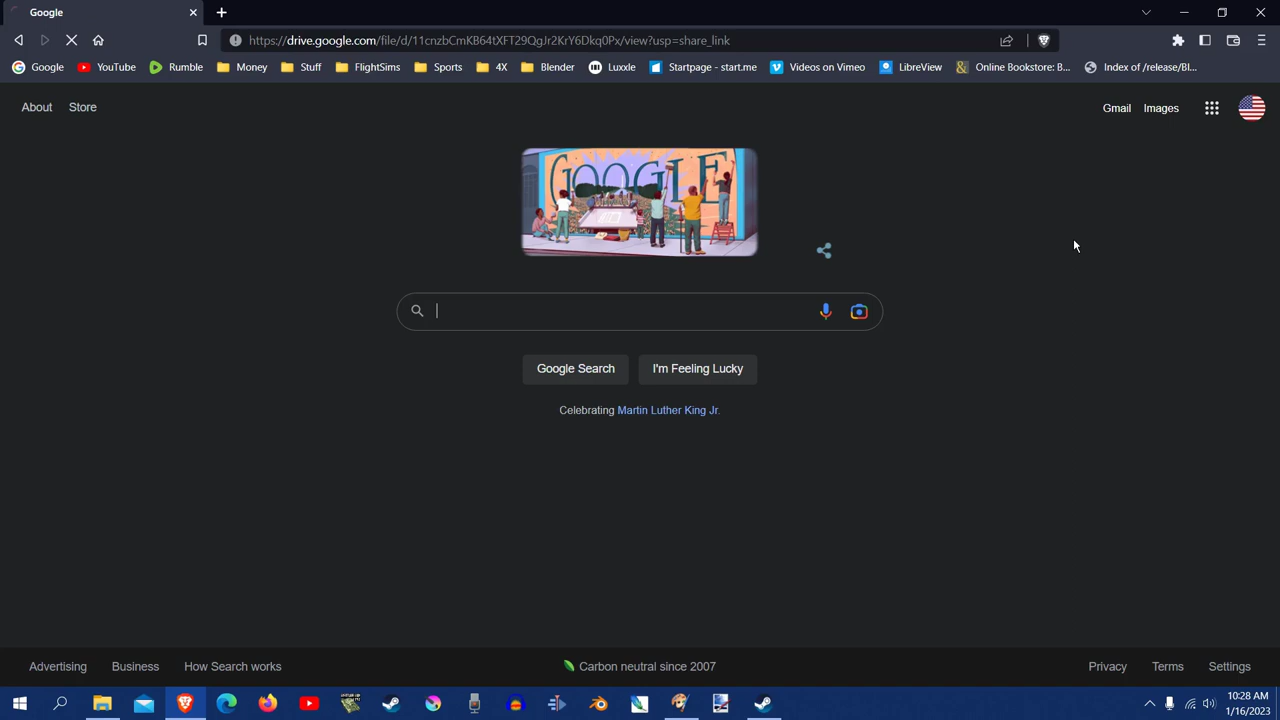 Google
https://drive.google.com/file/d/11cnzbCmKB64tXFT29QgJr2KrY6Dkq0Px/view?usp=share_link
Google YouTube Rumble Money Stuff FlightSims Sports 4X Blender Luxxle Startpage - start.me Videos on Vimeo LibreView Online Bookstore: B... Index of /release/Bl...
About Store Gmail Images
GOOGLE
Google Search I'm Feeling Lucky
Celebrating Martin Luther King Jr.
Advertising Business How Search works Carbon neutral since 2007 Privacy Terms Settings
10:28 AM
1/16/2023